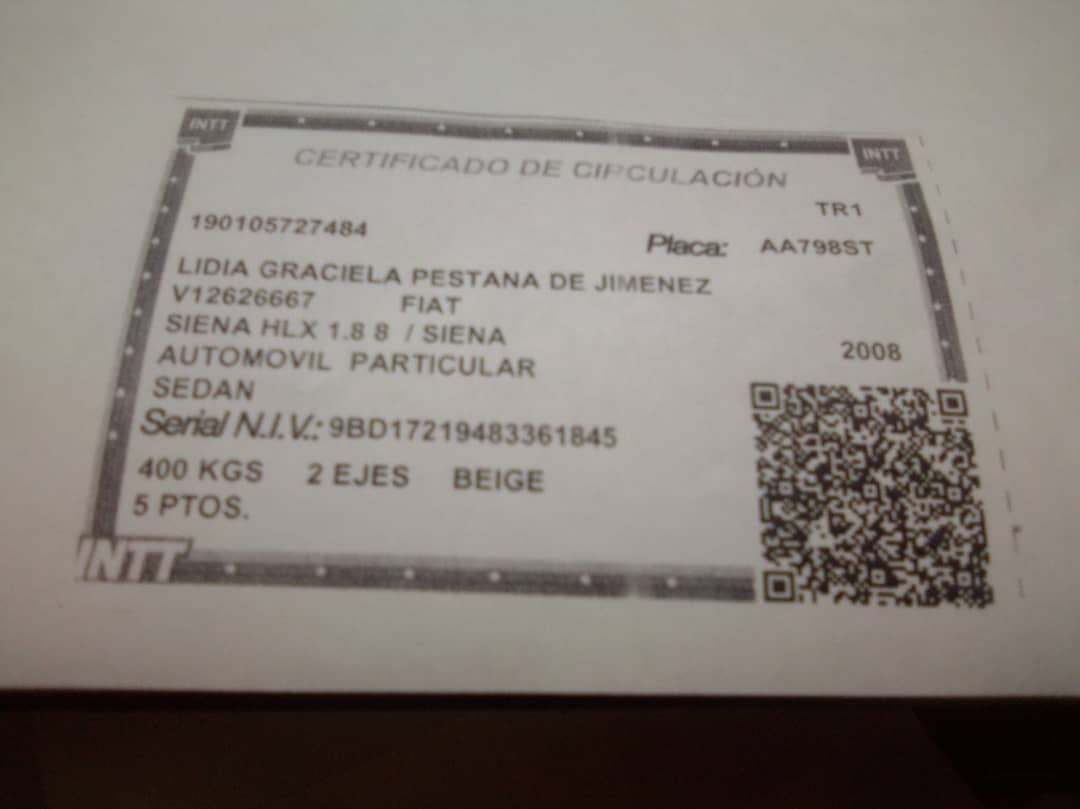 INTT
INTT
CERTIFICADO DE CIRCULACIÓN
TR1
190105727484
Placa: AA798ST
LIDIA GRACIELA PESTANA DE JIMENEZ
V12626667 FIAT
SIENA HLX 1.8 8 / SIENA
2008
AUTOMOVIL PARTICULAR
SEDAN
Serial N.I.V.: 9BD17219483361845
400 KGS 2 EJES BEIGE
5 PTOS.
INTT